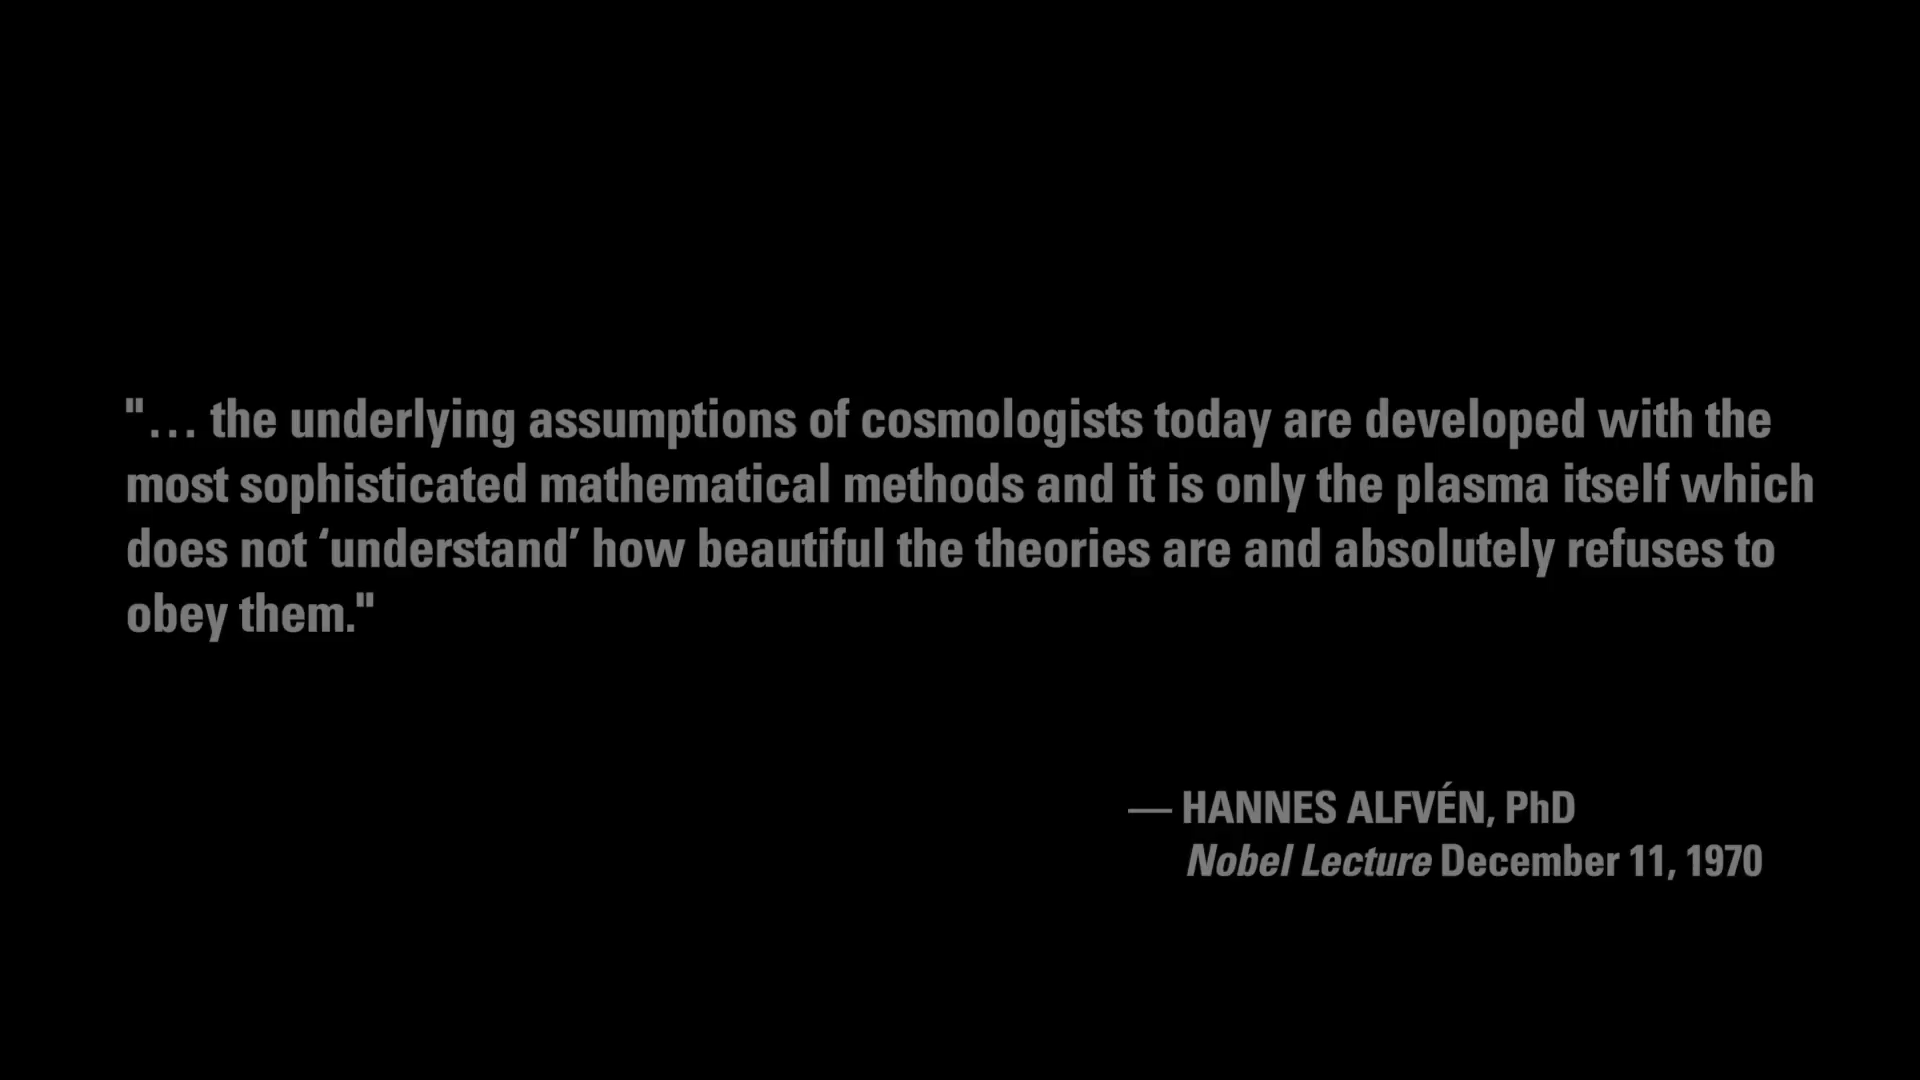 "… the underlying assumptions of cosmologists today are developed with the
most sophisticated mathematical methods and it is only the plasma itself which
does not ‘understand’ how beautiful the theories are and absolutely refuses to
obey them."
— HANNES ALFVÉN, PhD
Nobel Lecture December 11, 1970